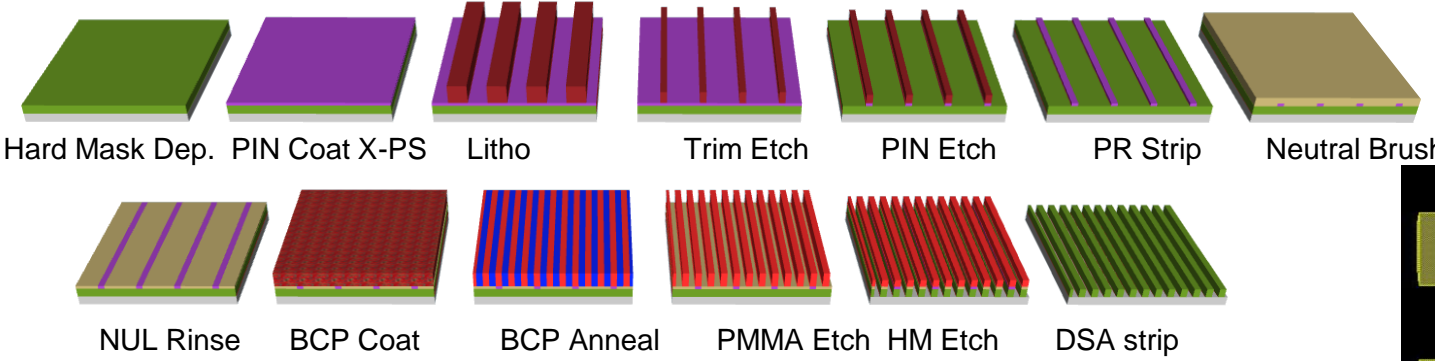 Hard Mask Dep. PIN Coat X-PS Litho Trim Etch PIN Etch PR Strip Neutral Brush
NUL Rinse BCP Coat BCP Anneal PMMA Etch HM Etch DSA strip